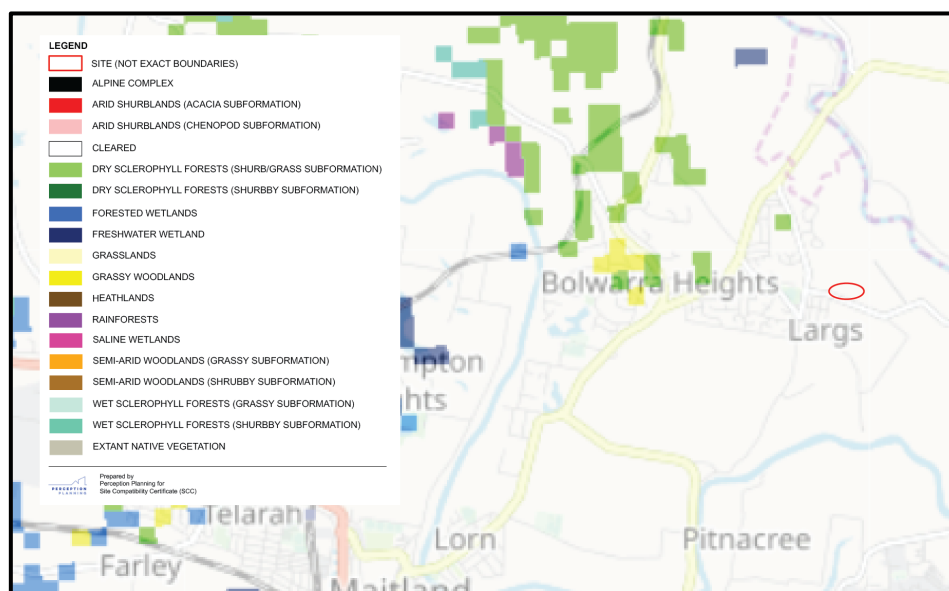 LEGEND
SITE (NOT EXACT BOUNDARIES)
ALPINE COMPLEX
ARID SHURBLANDS (ACACIA SUBFORMATION)
ARID SHURBLANDS (CHENOPOD SUBFORMATION)
CLEARED
DRY SCLEROPHYLL FORESTS (SHURB/GRASS SUBFORMATION)
DRY SCLEROPHYLL FORESTS (SHURBBY SUBFORMATION)
FORESTED WETLANDS
FRESHWATER WETLAND
GRASSLANDS
GRASSY WOODLANDS
HEATHLANDS
RAINFORESTS
SALINE WETLANDS
SEMI-ARID WOODLANDS (GRASSY SUBFORMATION)
SEMI-ARID WOODLANDS (SHRUBBY SUBFORMATION)
WET SCLEROPHYLL FORESTS (GRASSY SUBFORMATION)
WET SCLEROPHYLL FORESTS (SHURBBY SUBFORMATION)
EXTANT NATIVE VEGETATION
PERCEPTION
PLANNING
Prepared by
Perception Planning for
Site Compatibility Certificate (SCC)
Bolwarra Heights
Largs
mpton
hts
Telarah
Lorn
Pitnacree
Farley
Maitland